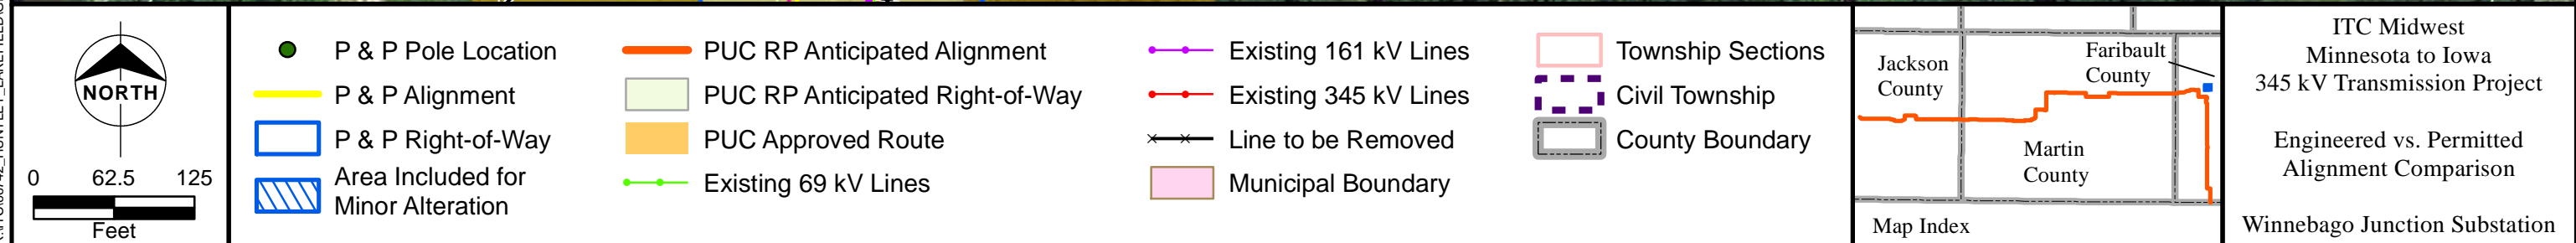 NORTH
0 62.5 125
Feet
P & P Pole Location
P & P Alignment
P & P Right-of-Way
Area Included for
Minor Alteration
PUC RP Anticipated Alignment
PUC RP Anticipated Right-of-Way
PUC Approved Route
Existing 69 kV Lines
Existing 161 kV Lines
Existing 345 kV Lines
Line to be Removed
Municipal Boundary
Township Sections
Civil Township
County Boundary
Jackson
County
Faribault
County
Martin
County
Map Index
ITC Midwest
Minnesota to Iowa
345 kV Transmission Project
Engineered vs. Permitted
Alignment Comparison
Winnebago Junction Substation